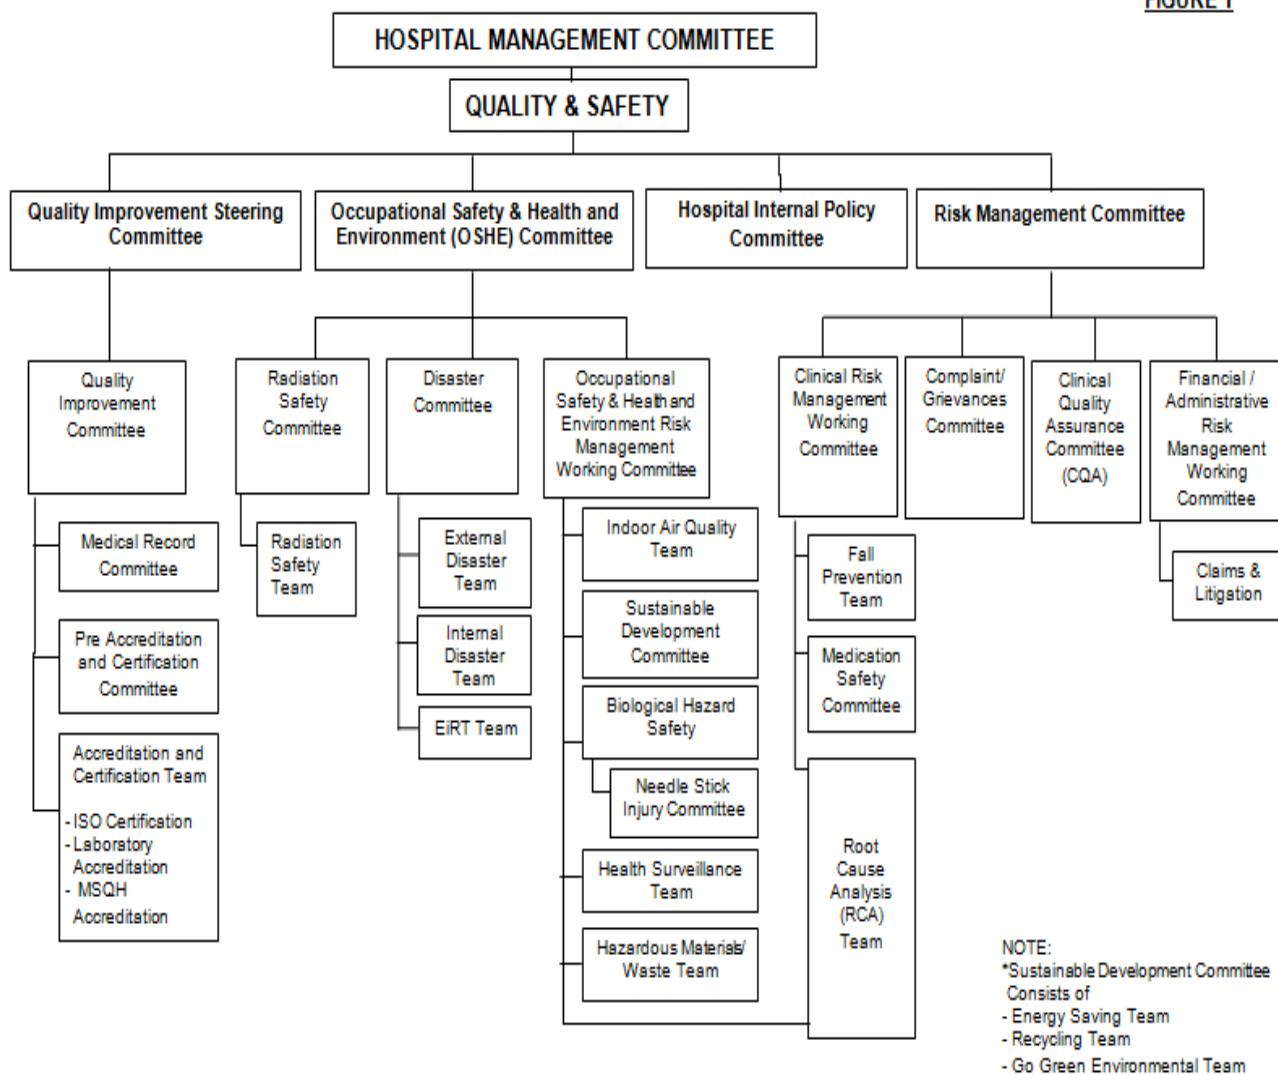 FIGURE 1
HOSPITAL MANAGEMENT COMMITTEE
QUALITY & SAFETY
Quality Improvement Steering
Committee
Occupational Safety & Health and
Environment (OSHE) Committee
Hospital Internal Policy
Committee
Risk Management Committee
Quality
Improvement
Committee
Radiation
Safety
Committee
Disaster
Committee
Occupational
Safety & Health and
Environment Risk
Management
Working Committee
Clinical Risk
Management
Working
Committee
Complaint/
Grievances
Committee
Clinical
Quality
Assurance
Committee
(CQA)
Financial /
Administrative
Risk
Management
Working
Committee
Medical Record
Committee
Pre Accreditation
and Certification
Committee
Accreditation and
Certification Team
- ISO Certification
- Laboratory
Accreditation
- MSQH
Accreditation
Radiation
Safety
Team
External
Disaster
Team
Internal
Disaster
Team
EiRT Team
Indoor Air Quality
Team
Sustainable
Development
Committee
Biological Hazard
Safety
Needle Stick
Injury Committee
Health Surveillance
Team
Hazardous Materials/
Waste Team
Fall
Prevention
Team
Medication
Safety
Committee
Root
Cause
Analysis
(RCA)
Team
Claims &
Litigation
NOTE:
*Sustainable Development Committee
Consists of
- Energy Saving Team
- Recycling Team
- Go Green Environmental Team